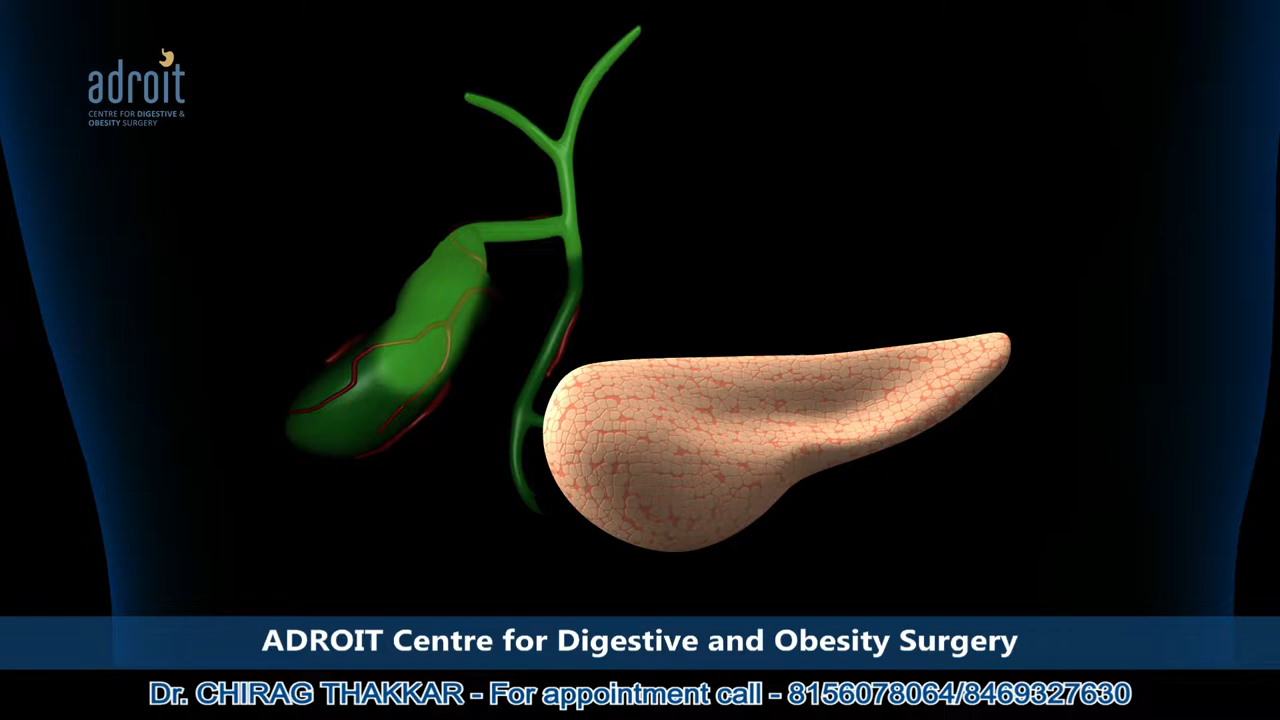 adroit
CENTRE FOR DIGESTIVE &
OBESITY SURGERY
ADROIT Centre for Digestive and Obesity Surgery
Dr. CHIRAG THAKKAR - For appointment call - 8156078064/8469327630